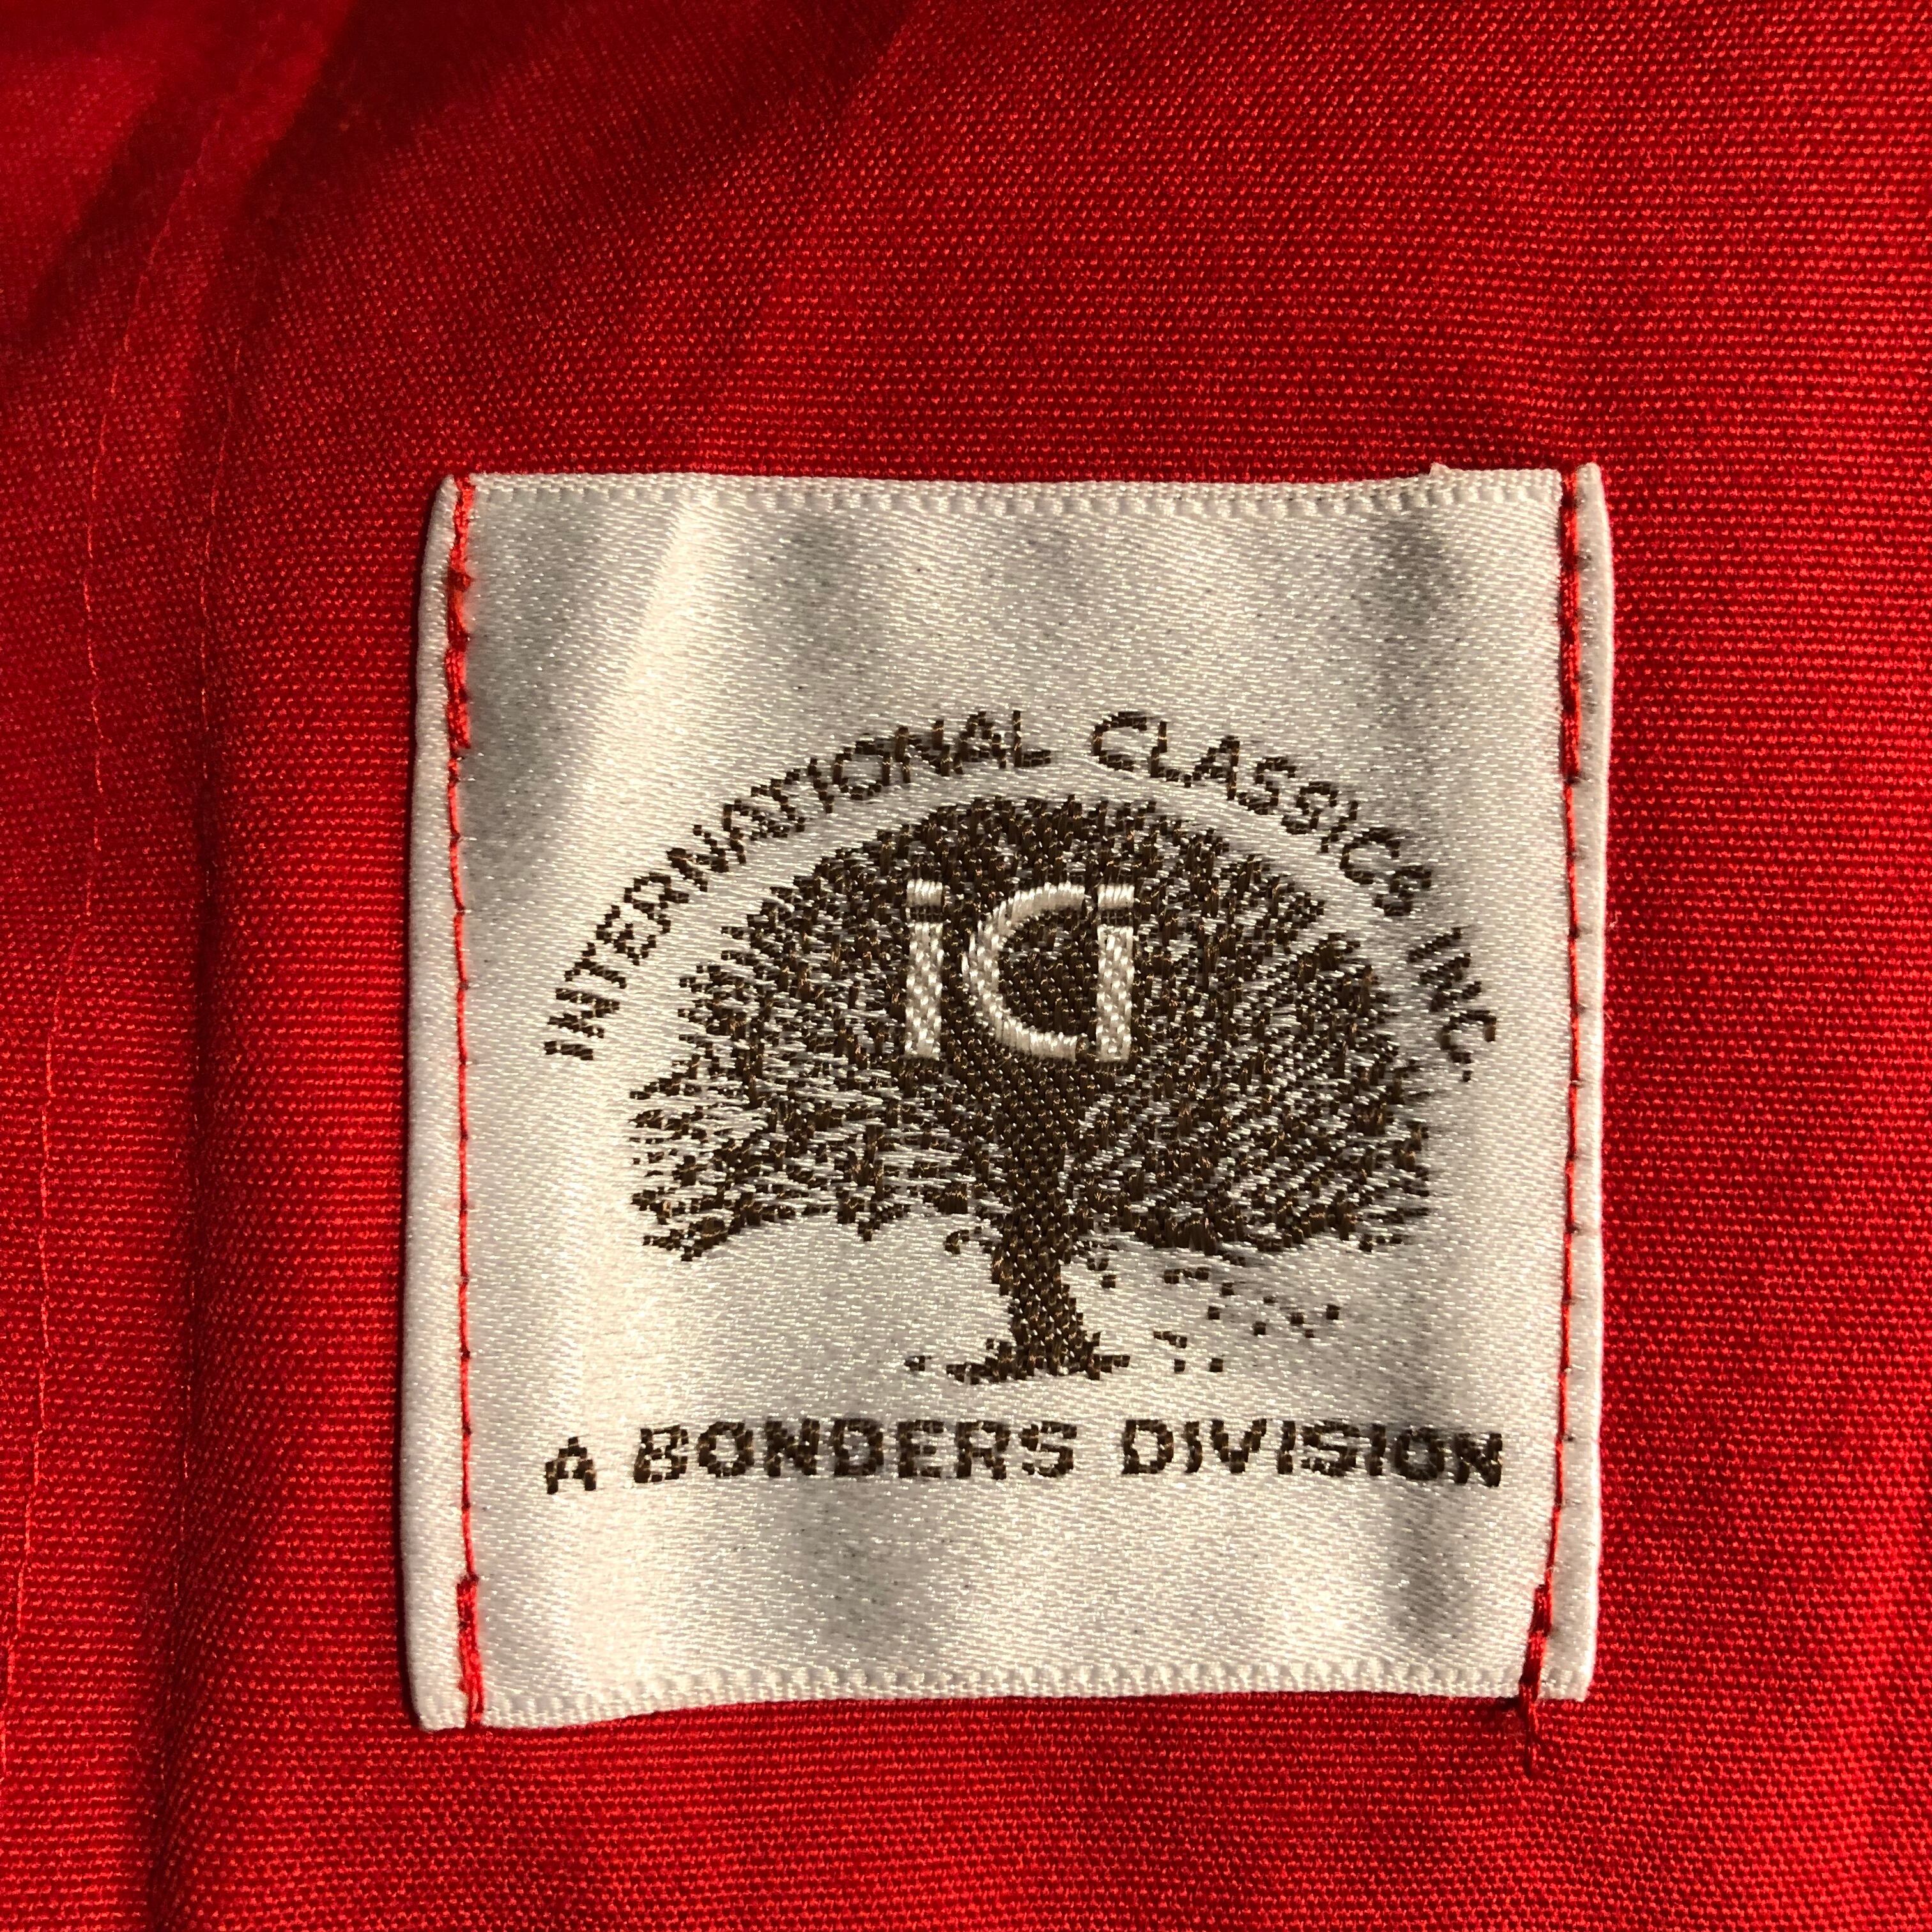 INTERNATIONAL CLASSICS INC.
iCi
A BONDERS DIVISION